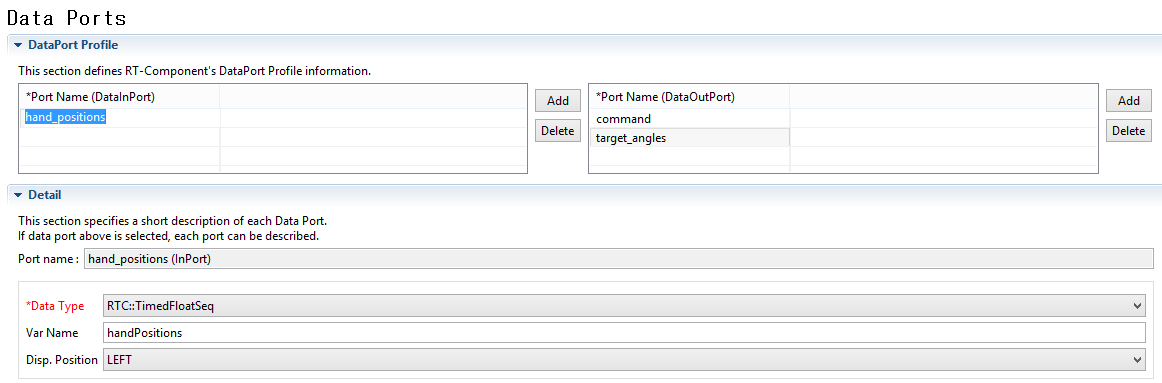 Data Ports
DataPort Profile
This section defines RT-Component's DataPort Profile information.
*Port Name (DataInPort)
hand_positions
Add
Delete
*Port Name (DataOutPort)
command
target_angles
Add
Delete
Detail
This section specifies a short description of each Data Port.
If data port above is selected, each port can be described.
Port name : hand_positions (InPort)
*Data Type RTC::TimedFloatSeq
Var Name handPositions
Disp. Position LEFT